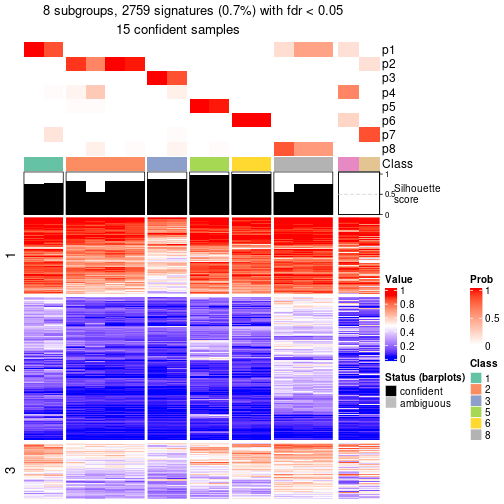 8 subgroups, 2759 signatures (0.7%) with fdr < 0.05
15 confident samples
p1
p2
p3
p4
p5
p6
p7
p8
Class
1
0.5
0
Silhouette
score
1
2
3
Value
1
0.8
0.6
0.4
0.2
0
Prob
1
0.5
0
Status (barplots)
confident
ambiguous
Class
1
2
3
5
6
8